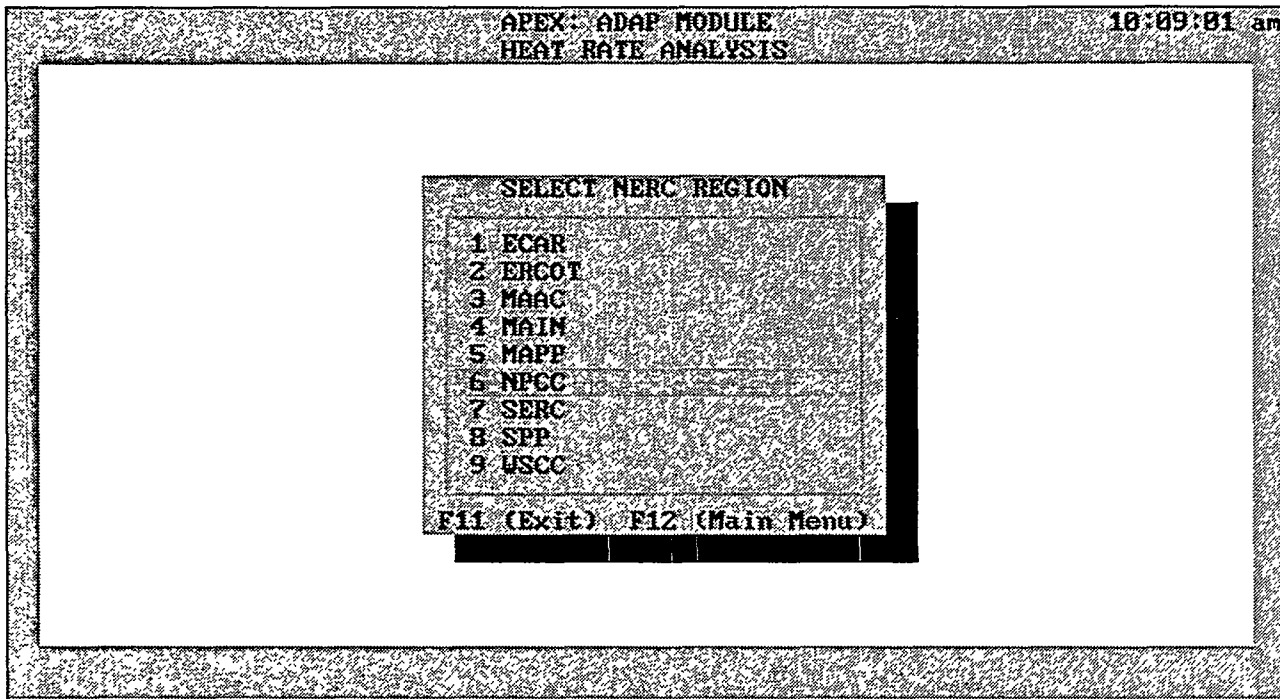 APEX: ADAP MODULE 10:09:01 am
HEAT RATE ANALYSIS
SELECT NERC REGION
1 ECAR
2 ERCOT
3 MAAC
4 MAIN
5 MAPP
6 NPCC
7 SERC
8 SPP
9 WSCC
F11 (Exit) F12 (Main Menu)